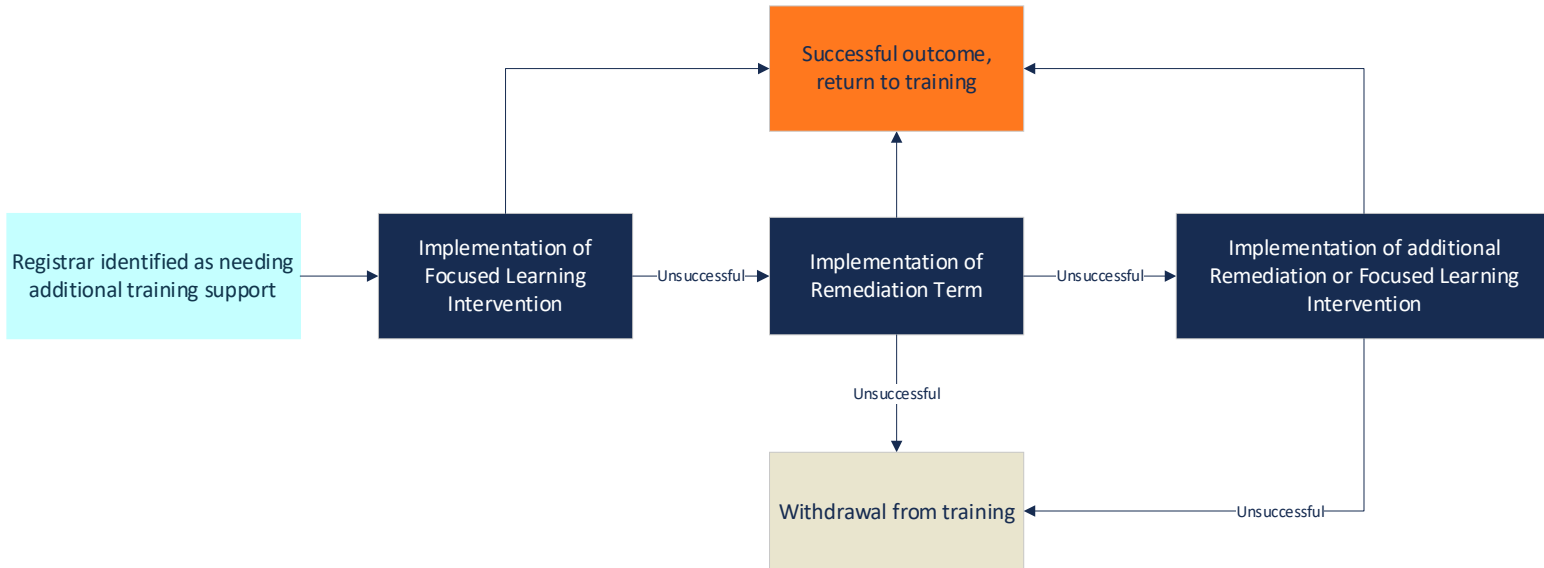 Successful outcome,
return to training
Registrar identified as needing
additional training support
Implementation of
Focused Learning
Intervention
Unsuccessful
Implementation of
Remediation Term
Unsuccessful
Implementation of additional
Remediation or Focused Learning
Intervention
Unsuccessful
Withdrawal from training
Unsuccessful